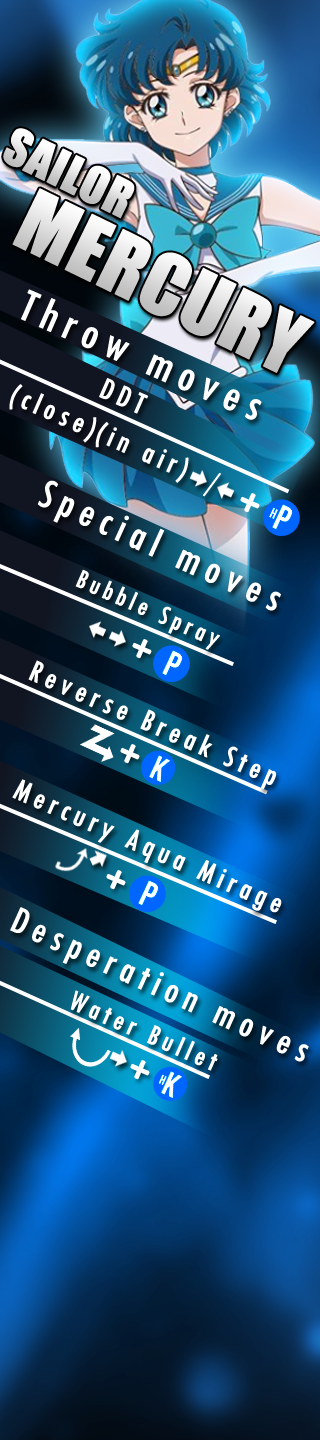 SAILOR
MERCURY
Throw moves
DDT
(close)(in air)➔/←+HP
Special moves
Bubble Spray
←➔+P
Reverse Break Step
+K
Mercury Aqua Mirage
+P
Desperation moves
Water Bullet
➔+HK